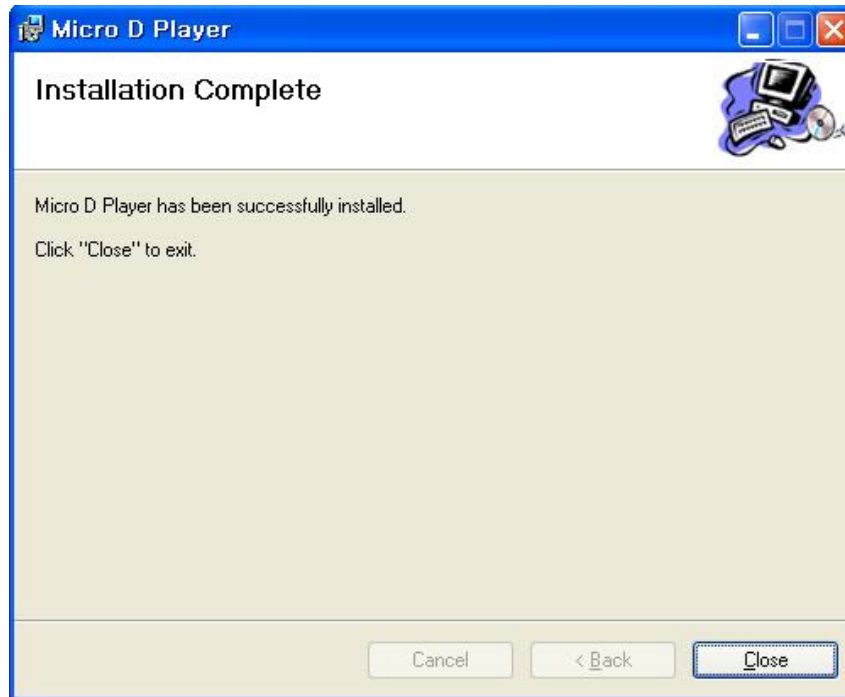 Micro D Player
Installation Complete
Micro D Player has been successfully installed.
Click "Close" to exit.
Cancel
< Back
Close